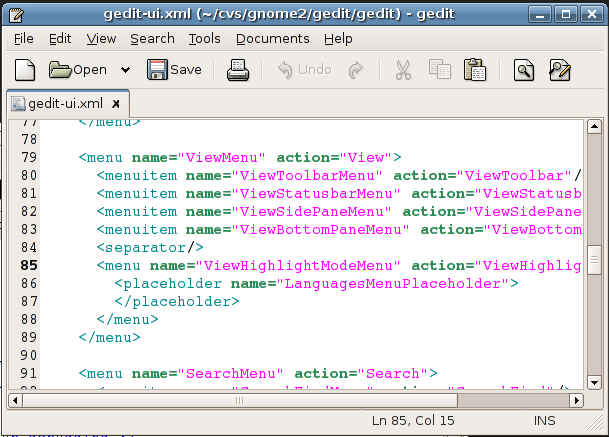 gedit-ui.xml (~/cvs/gnome2/gedit/gedit) - gedit
File Edit View Search Tools Documents Help
Open Save Undo
gedit-ui.xml x
77 </menu>
78
79 <menu name="ViewMenu" action="View">
80 <menuitem name="ViewToolbarMenu" action="ViewToolbar"/
81 <menuitem name="ViewStatusbarMenu" action="ViewStatusb
82 <menuitem name="ViewSidePaneMenu" action="ViewSidePane
83 <menuitem name="ViewBottomPaneMenu" action="ViewBottom
84 <separator/>
85 <menu name="ViewHighlightModeMenu" action="ViewHighlig
86 <placeholder name="LanguagesMenuPlaceholder">
87 </placeholder>
88 </menu>
89 </menu>
90
91 <menu name="SearchMenu" action="Search">
Ln 85, Col 15 INS